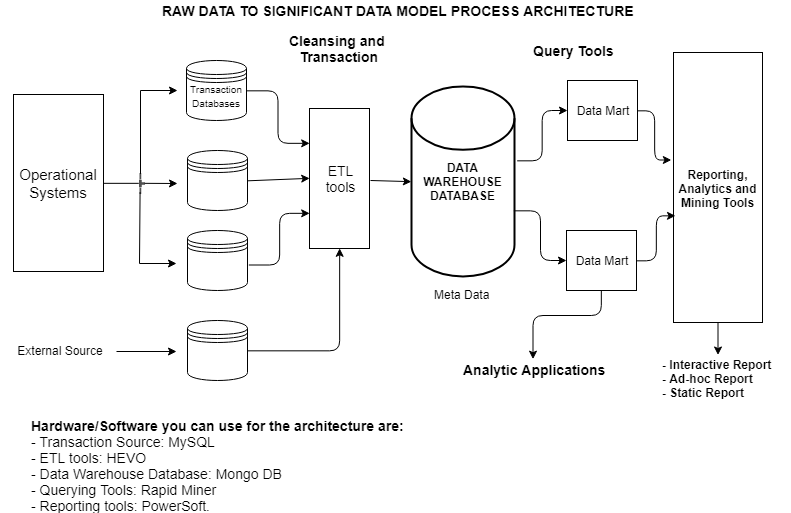 RAW DATA TO SIGNIFICANT DATA MODEL PROCESS ARCHITECTURE
Cleansing and
Transaction
Query Tools
Transaction
Databases
Operational
Systems
ETL
tools
DATA
WAREHOUSE
DATABASE
Data Mart
Data Mart
Reporting,
Analytics and
Mining Tools
Meta Data
External Source
Analytic Applications
- Interactive Report
- Ad-hoc Report
- Static Report
Hardware/Software you can use for the architecture are:
- Transaction Source: MySQL
- ETL tools: HEVO
- Data Warehouse Database: Mongo DB
- Querying Tools: Rapid Miner
- Reporting tools: PowerSoft.